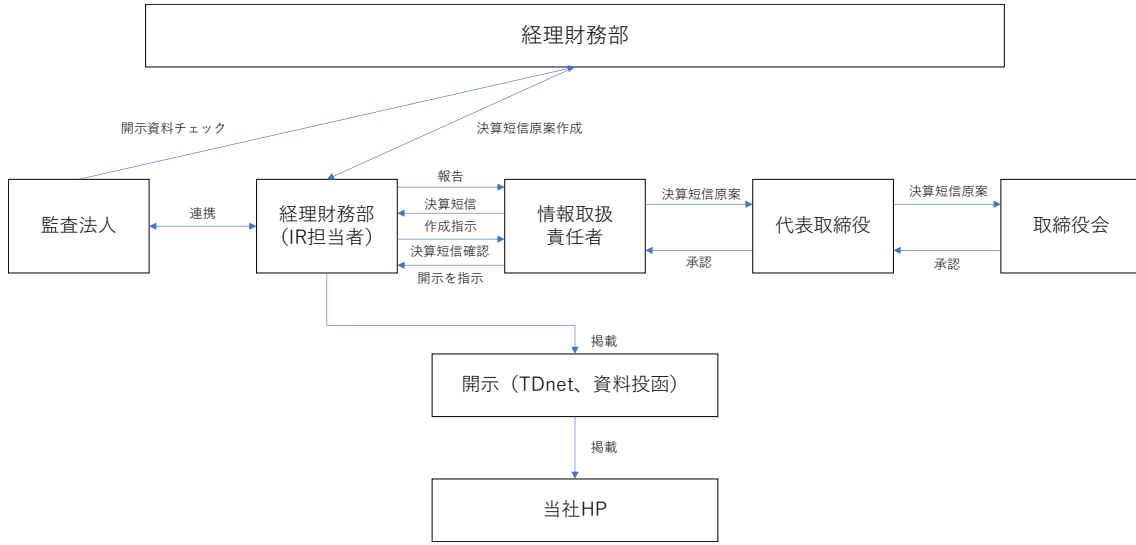 経理財務部
開示資料チェック
決算短信原案作成
監査法人
連携
経理財務部
（IR担当者）
報告
決算短信
作成指示
決算短信確認
開示を指示
情報取扱
責任者
決算短信原案
承認
代表取締役
決算短信原案
承認
取締役会
掲載
開示（TDnet、資料投函）
掲載
当社HP